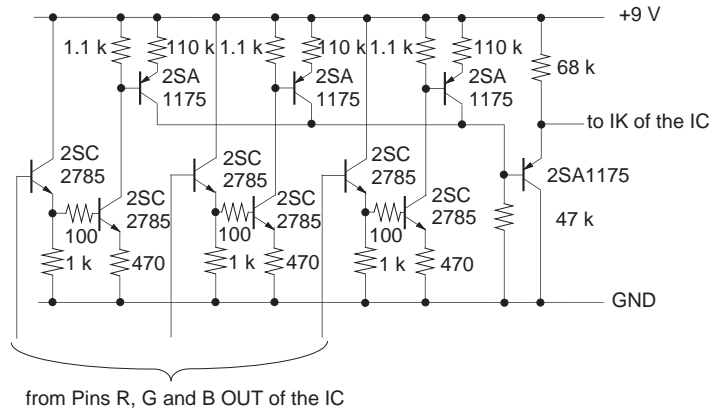 +9 V
1.1 k 110 k 1.1 k 110 k 1.1 k 110 k
68 k
2SA
1175
2SA
1175
2SA
1175
to IK of the IC
2SC
2785
2SC
2785
2SC
2785
2SA1175
2SC
2785
2SC
2785
2SC
2785
47 k
100
100
100
1 k 470 1 k 470 1 k 470
GND
from Pins R, G and B OUT of the IC